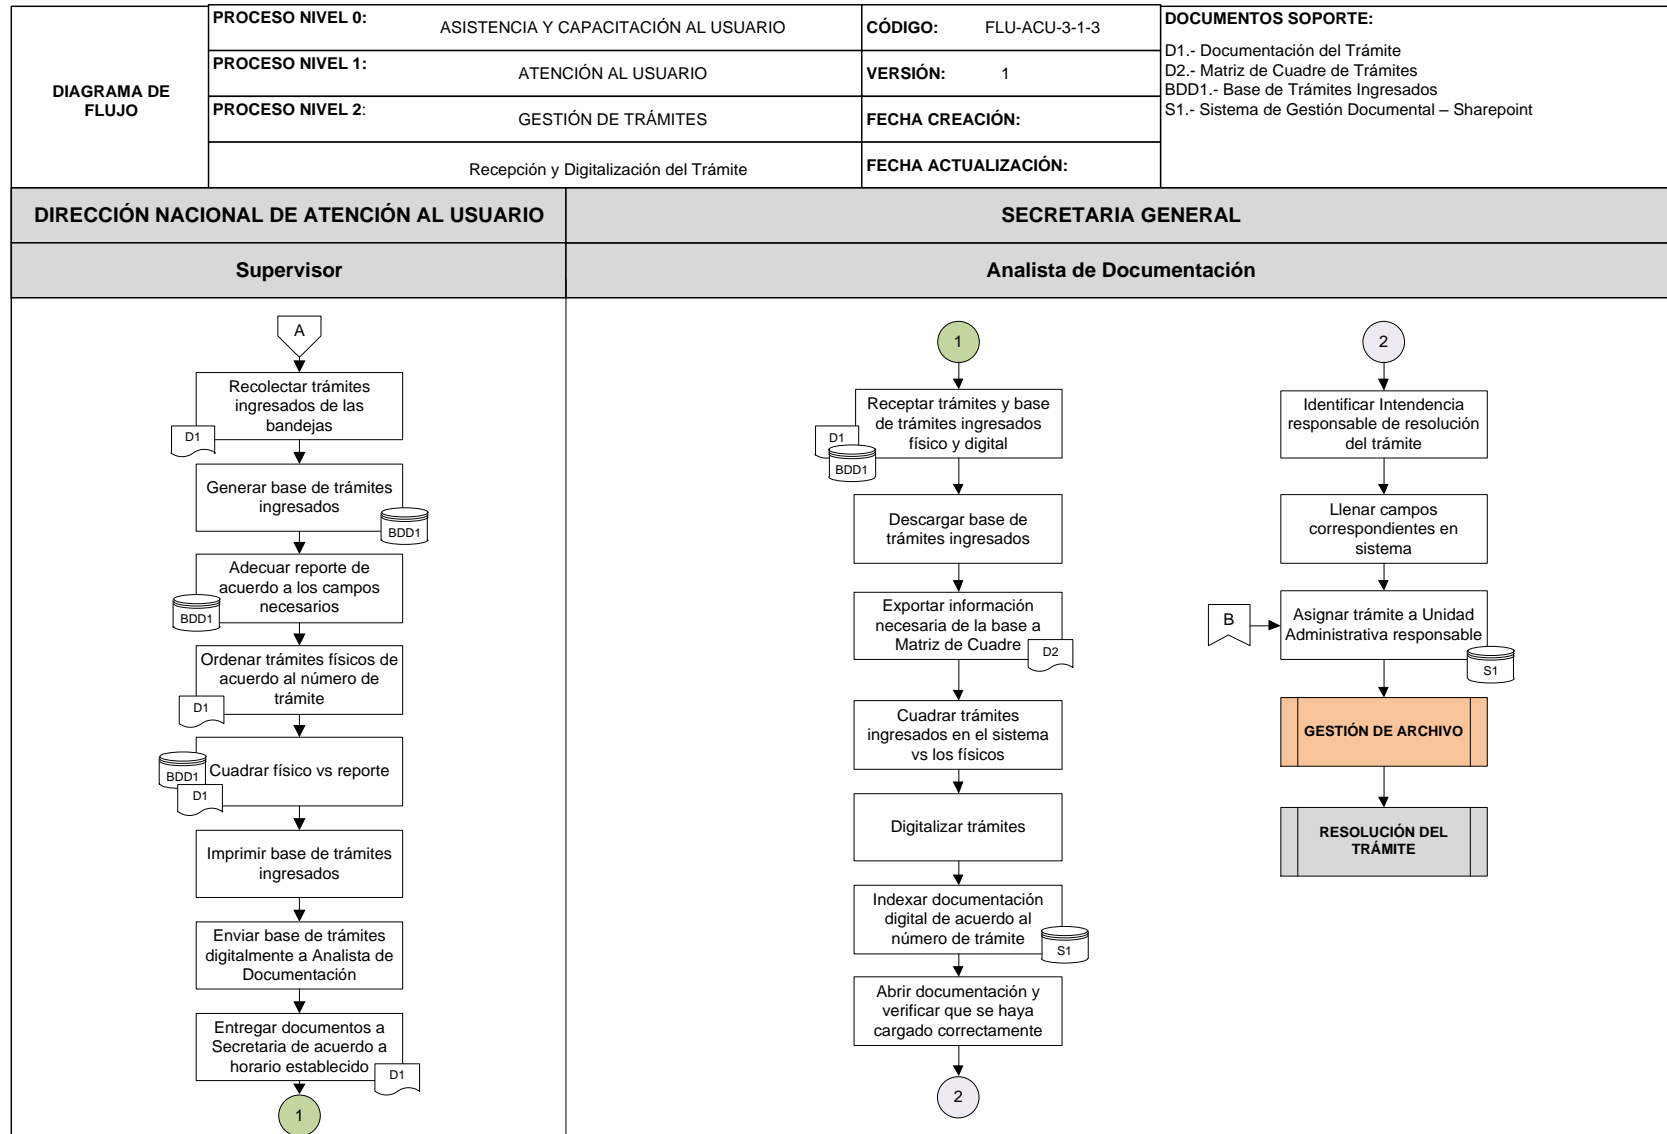 DIAGRAMA DE
FLUJO
PROCESO NIVEL 0:
ASISTENCIA Y CAPACITACIÓN AL USUARIO
PROCESO NIVEL 1:
ATENCIÓN AL USUARIO
PROCESO NIVEL 2:
GESTIÓN DE TRÁMITES
Recepción y Digitalización del Trámite
CÓDIGO: FLU-ACU-3-1-3
VERSIÓN: 1
FECHA CREACIÓN:
FECHA ACTUALIZACIÓN:
DOCUMENTOS SOPORTE:
D1.- Documentación del Trámite
D2.- Matriz de Cuadre de Trámites
BDD1.- Base de Trámites Ingresados
S1.- Sistema de Gestión Documental – Sharepoint
DIRECCIÓN NACIONAL DE ATENCIÓN AL USUARIO
SECRETARIA GENERAL
Supervisor
Analista de Documentación
A
Recolectar trámites
ingresados de las
bandejas
D1
Generar base de trámites
ingresados
BDD1
Adecuar reporte de
acuerdo a los campos
necesarios
BDD1
Ordenar trámites físicos de
acuerdo al número de
trámite
D1
Cuadrar físico vs reporte
BDD1
D1
Imprimir base de trámites
ingresados
Enviar base de trámites
digitalmente a Analista de
Documentación
Entregar documentos a
Secretaria de acuerdo a
horario establecido
D1
1
1
Receptar trámites y base
de trámites ingresados
físico y digital
D1
BDD1
Descargar base de
trámites ingresados
Exportar información
necesaria de la base a
Matriz de Cuadre
D2
Cuadrar trámites
ingresados en el sistema
vs los físicos
Digitalizar trámites
Indexar documentación
digital de acuerdo al
número de trámite
S1
Abrir documentación y
verificar que se haya
cargado correctamente
2
2
Identificar Intendencia
responsable de resolución
del trámite
Llenar campos
correspondientes en
sistema
B
Asignar trámite a Unidad
Administrativa responsable
S1
GESTIÓN DE ARCHIVO
RESOLUCIÓN DEL
TRÁMITE